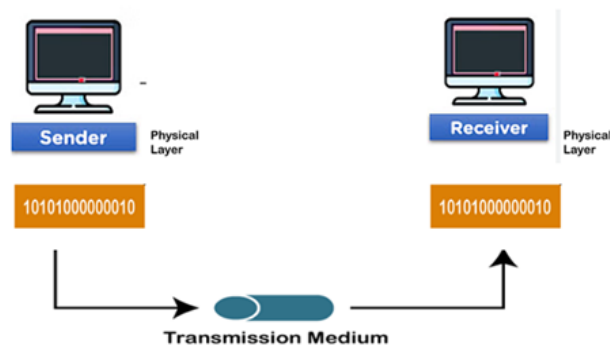 Sender
Physical
Layer
Receiver
Physical
Layer
10101000000010
10101000000010
Transmission Medium